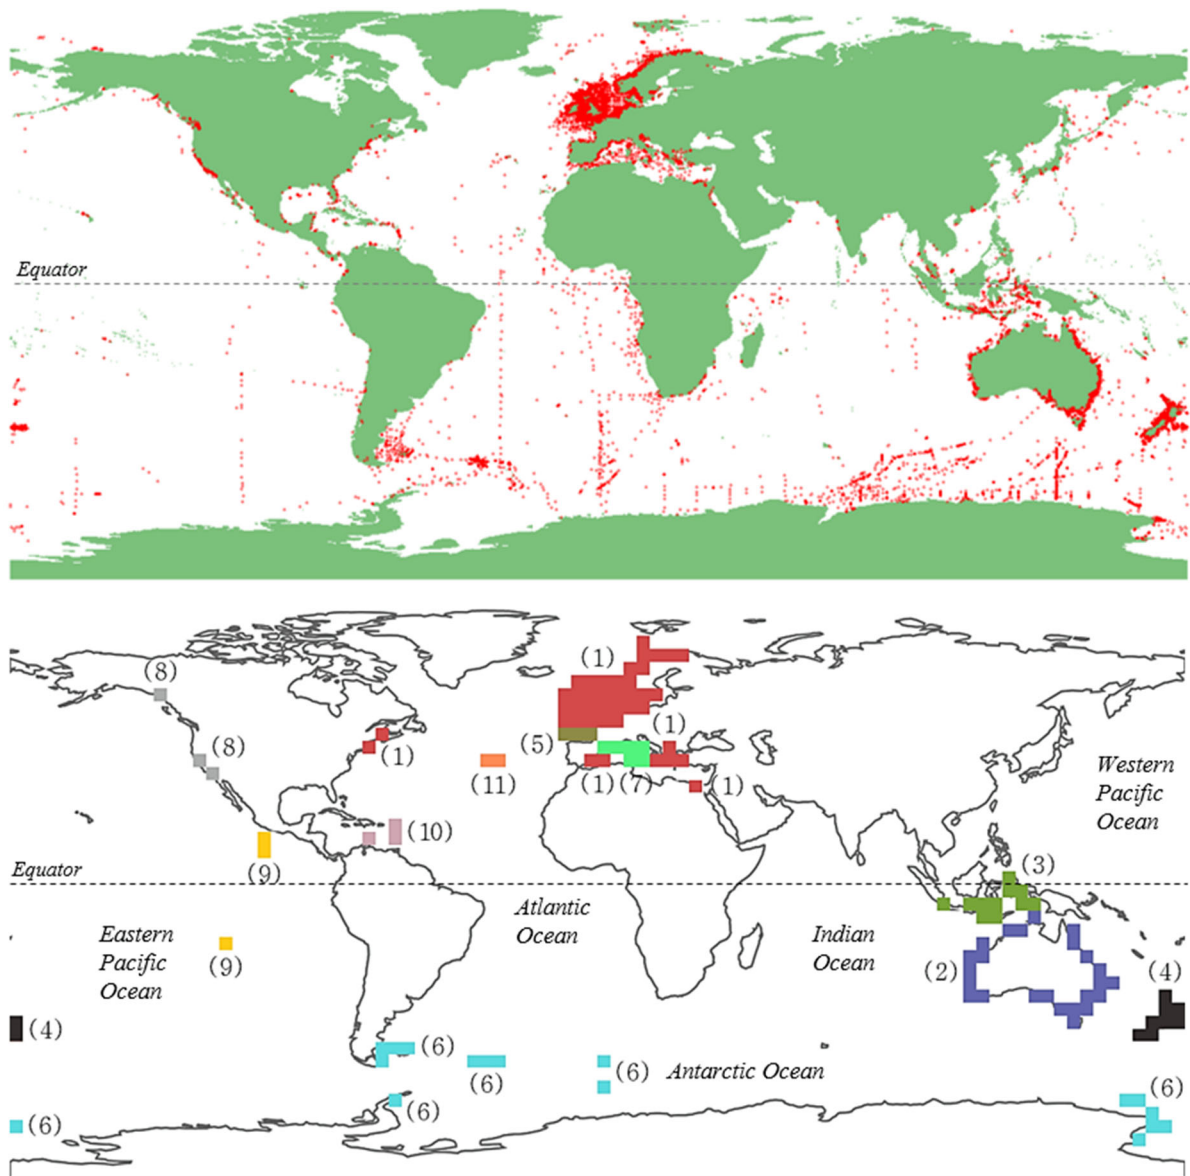 Equator
(1)
(8)
(1)
(8)
(1)
(5)
(11)
(1)
(7)
(1)
Western
Pacific
Ocean
(10)
(9)
(3)
Equator
Atlantic
Ocean
Eastern
Pacific
Ocean
(9)
Indian
Ocean
(2)
(4)
(4)
(6)
(6)
(6)
Antarctic Ocean
(6)
(6)
(6)